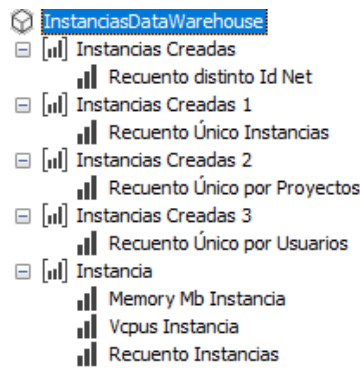 InstanciasDataWarehouse
Instancias Creadas
Recuento distinto Id Net
Instancias Creadas 1
Recuento Único Instancias
Instancias Creadas 2
Recuento Único por Proyectos
Instancias Creadas 3
Recuento Único por Usuarios
Instancia
Memory Mb Instancia
Vcpus Instancia
Recuento Instancias